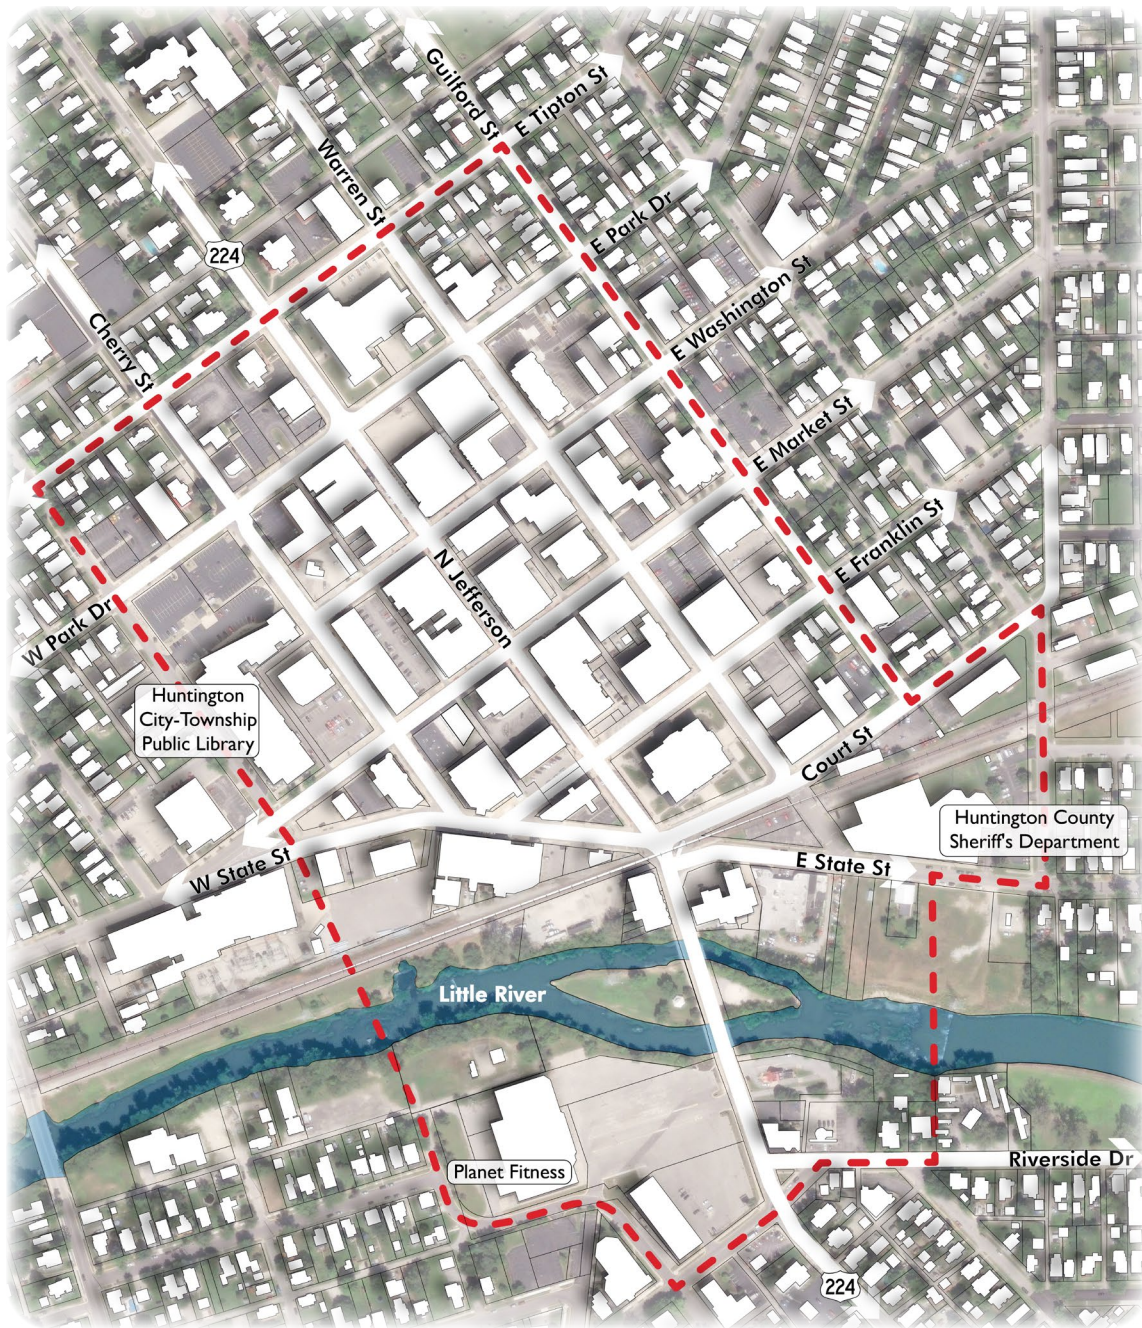 Guilford St
E Tipton St
Warren St
E Park Dr
224
E Washington St
Cherry St
E Market St
E Franklin St
N Jefferson
W Park Dr
Huntington
City-Township
Public Library
Court St
Huntington County
Sheriff's Department
W State St
E State St
Little River
Planet Fitness
Riverside Dr
224